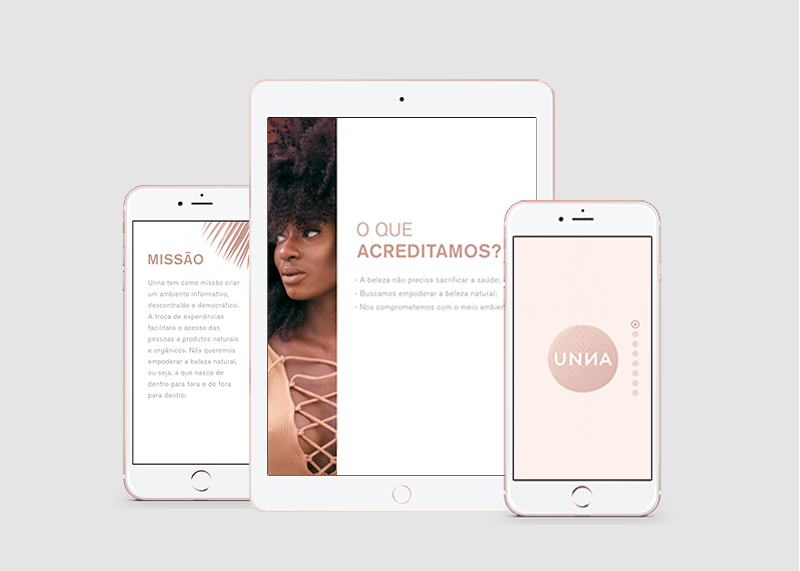 MISSÃO
Unna tem como missão criar
um ambiente informativo,
descontraído e democrático.
A troca de experiências
facilitará o acesso das
pessoas a produtos naturais
e orgânicos. Nós queremos
empoderar a beleza natural,
ou seja, a que nasce de
dentro para fora e de fora
para dentro.
O QUE
ACREDITAMOS?
- A beleza não precisa sacrificar a saúde;
- Buscamos empoderar a beleza natural;
- Nos comprometemos com o meio ambien
UNNA